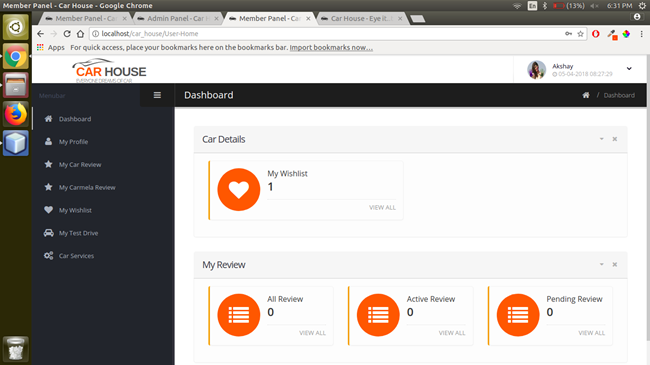 Member Panel - Car House - Google Chrome
En
(13%)
6:31 PM
Member Panel - Ca
Admin Panel - Car H
Member Panel - Ca
Car House - Eye it.
localhost/car_house/User-Home
Apps
For quick access, place your bookmarks here on the bookmarks bar. Import bookmarks now…
CAR HOUSE
EVERYONE DREAMS OF CAR
Akshay
05-04-2018 08:27:29
Menubar
Dashboard
/ Dashboard
Dashboard
My Profile
My Car Review
My Carmela Review
My Wishlist
My Test Drive
Car Services
Car Details
My Wishlist
1
VIEW ALL
My Review
All Review
0
VIEW ALL
Active Review
0
VIEW ALL
Pending Review
0
VIEW ALL